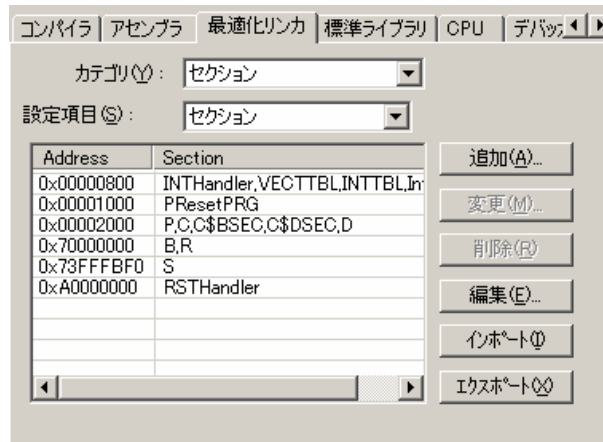 コンパイラ アセンブラ 最適化リンカ 標準ライブラリ CPU デバッ
カテゴリ(Y) : セクション
設定項目(S) : セクション
Address Section 追加(A)...
0x00000800 INTHandler,VECTTBL,INTTBL,In
0x00001000 PResetPRG 変更(M)...
0x00002000 P,C,C$BSEC,C$DSEC,D
0x70000000 B,R 削除(R)
0x73FFFBF0 S
0xA0000000 RSTHandler 編集(E)...
インポート(I)
エクスポート(X)